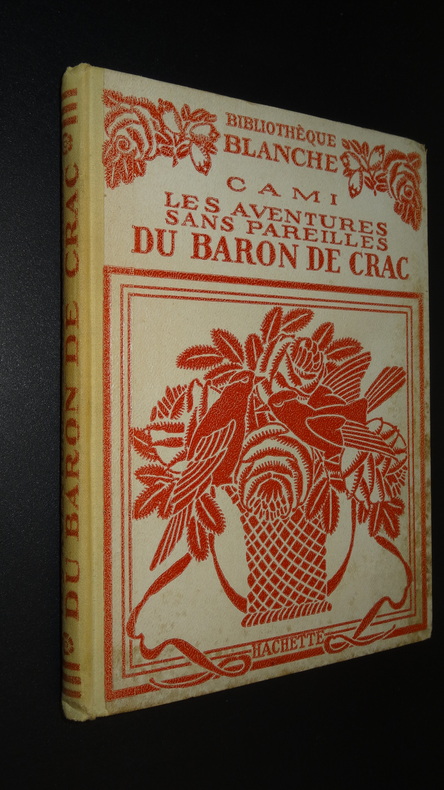 BIBLIOTHÈQUE
BLANCHE
CAMI
LES AVENTURES
SANS PAREILLES
DU BARON DE CRAC
HACHETTE
DU BARON DE CRAC